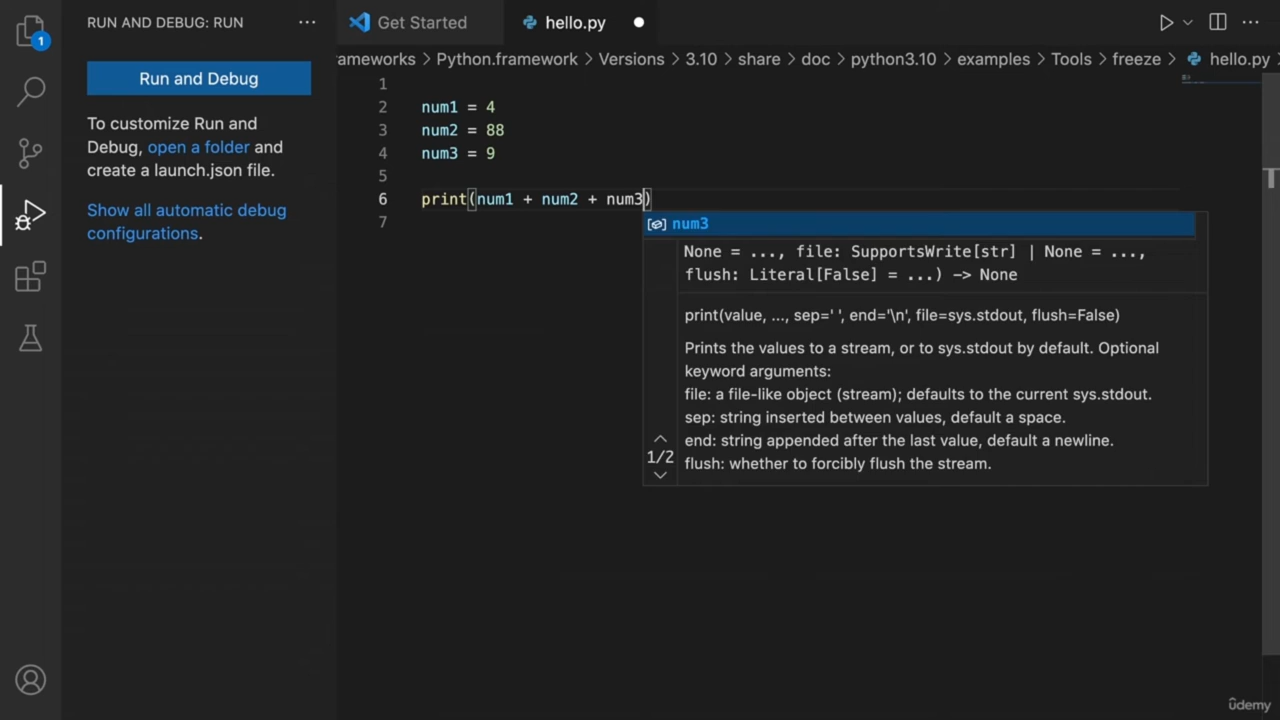 RUN AND DEBUG: RUN
Get Started
hello.py
1
Run and Debug
To customize Run and
Debug, open a folder and
create a launch.json file.
Show all automatic debug
configurations.
rameworks > Python.framework > Versions > 3.10 > share > doc > python3.10 > examples > Tools > freeze > hello.py >
1
2 num1 = 4
3 num2 = 88
4 num3 = 9
5
6 print(num1 + num2 + num3)
7
num3
None = ..., file: SupportsWrite[str] | None = ...,
flush: Literal[False] = ...) -> None
print(value, ..., sep=' ', end='\n', file=sys.stdout, flush=False)
Prints the values to a stream, or to sys.stdout by default. Optional
keyword arguments:
file: a file-like object (stream); defaults to the current sys.stdout.
sep: string inserted between values, default a space.
end: string appended after the last value, default a newline.
flush: whether to forcibly flush the stream.
1/2
ûdemy